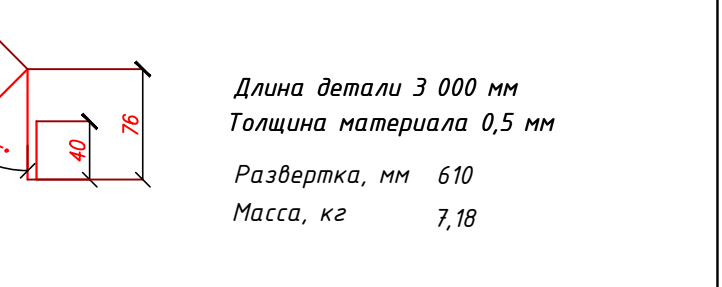 Длина детали 3 000 мм
Толщина материала 0,5 мм
76
40
Развертка, мм 610
Масса, кг 7,18